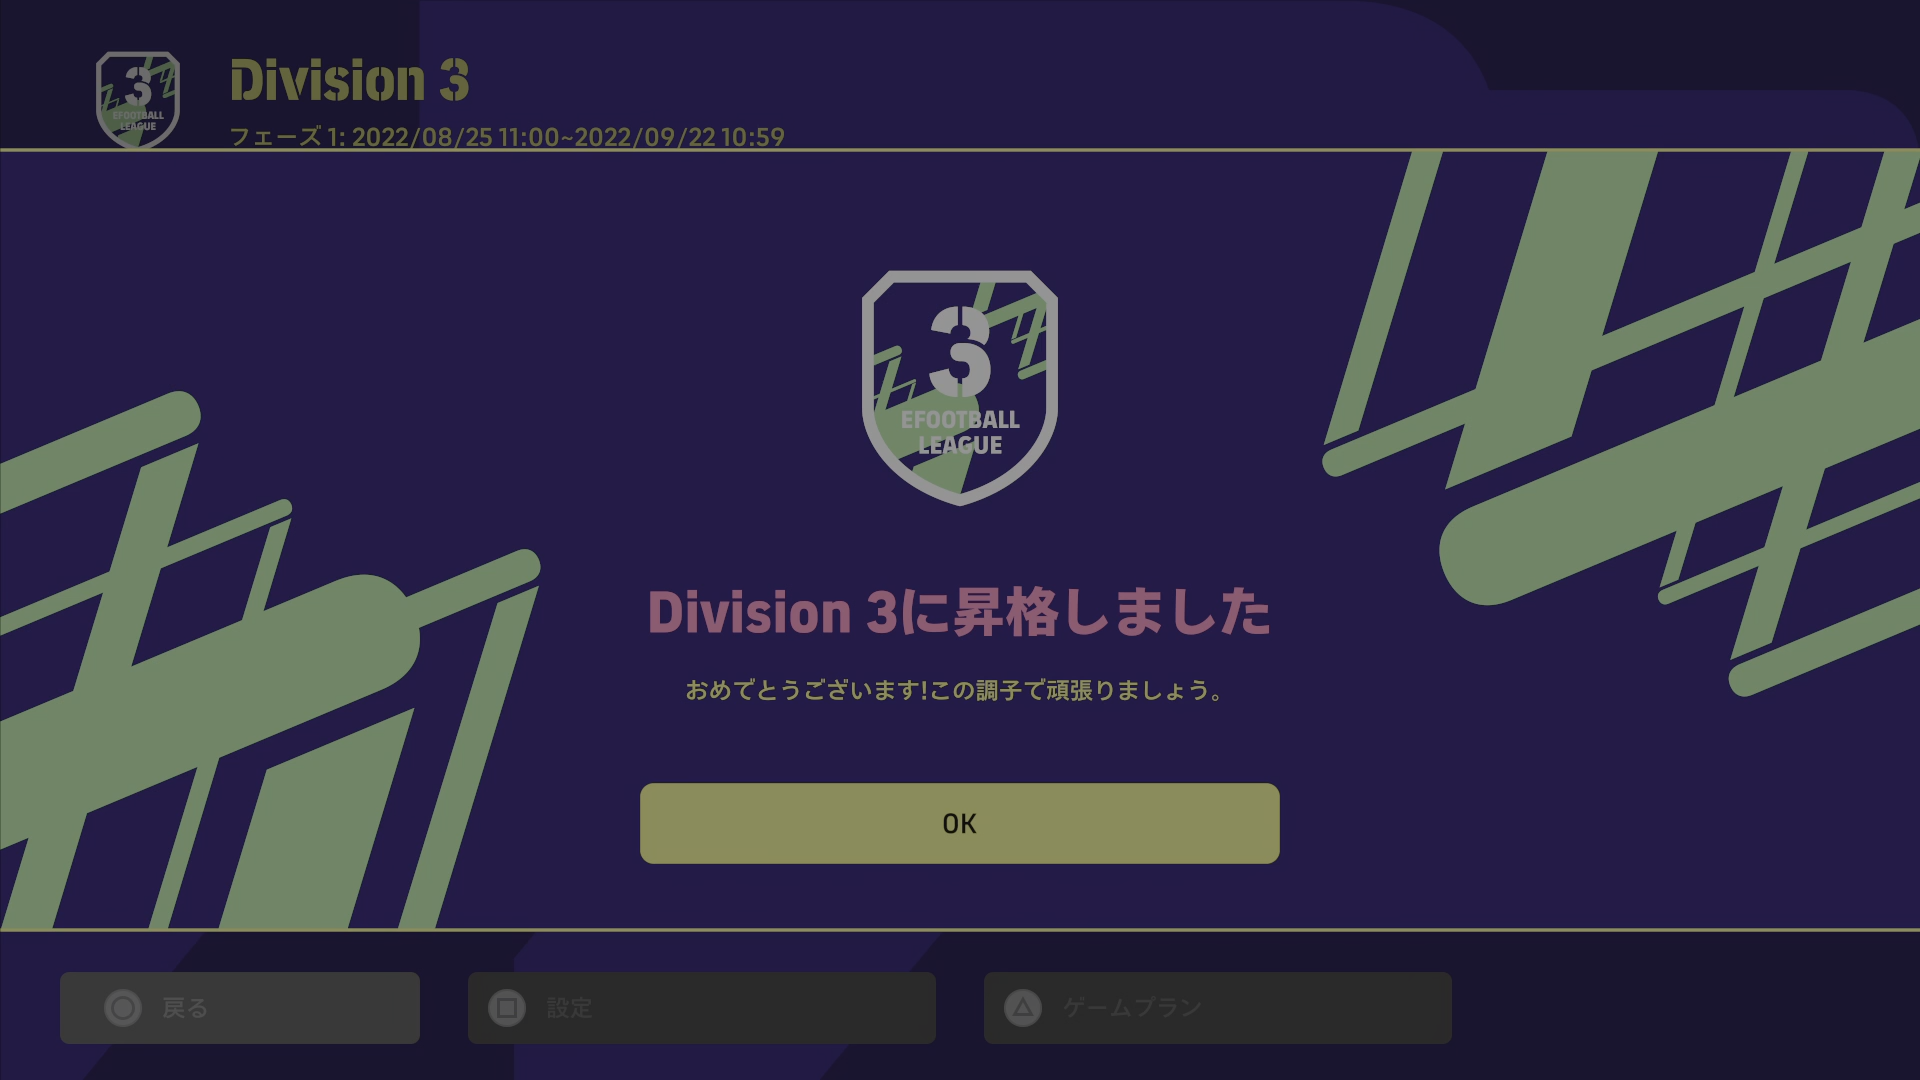 3
EFOOTBALL
LEAGUE
Division 3
フェーズ 1: 2022/08/25 11:00~2022/09/22 10:59
3
EFOOTBALL
LEAGUE
Division 3に昇格しました
おめでとうございます!この調子で頑張りましょう。
OK
戻る
設定
ゲームプラン